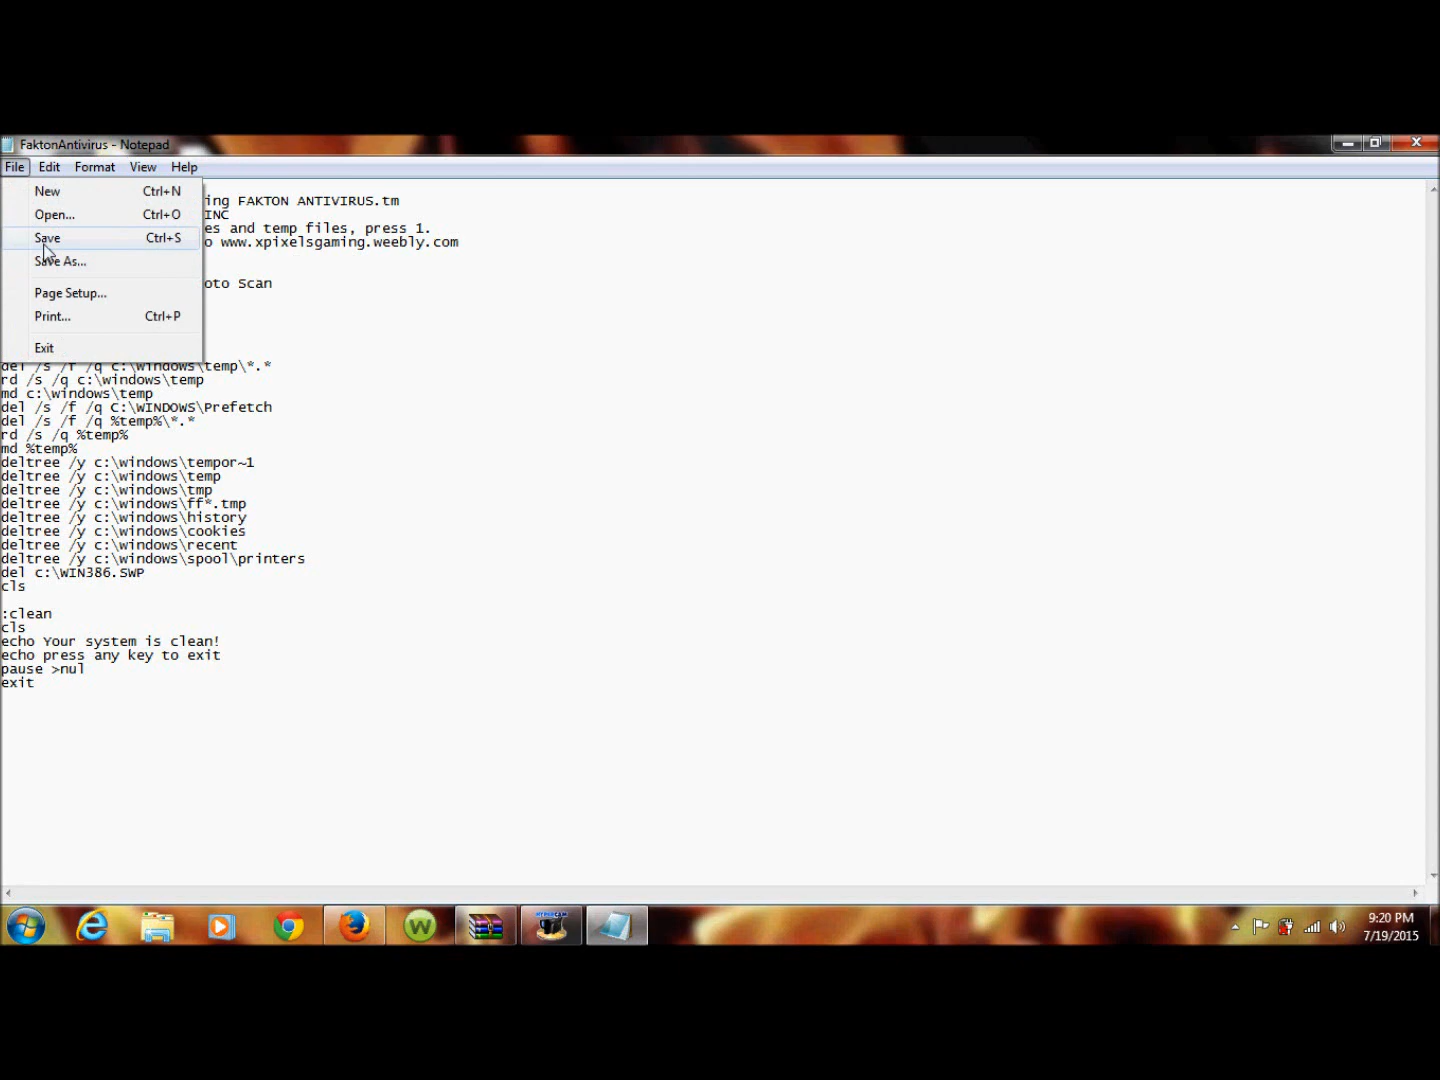 FaktonAntivirus - Notepad
File Edit Format View Help
New Ctrl+N
Open... Ctrl+O
Save Ctrl+S
Save As...
Page Setup...
Print... Ctrl+P
Exit
ing FAKTON ANTIVIRUS.tm
INC
es and temp files, press 1.
o www.xpixelsgaming.weebly.com
oto Scan
del /s /f /q c:\windows\temp\*.*
rd /s /q c:\windows\temp
md c:\windows\temp
del /s /f /q C:\WINDOWS\Prefetch
del /s /f /q %temp%\*.*
rd /s /q %temp%
md %temp%
deltree /y c:\windows\tempor~1
deltree /y c:\windows\temp
deltree /y c:\windows\tmp
deltree /y c:\windows\ff*.tmp
deltree /y c:\windows\history
deltree /y c:\windows\cookies
deltree /y c:\windows\recent
deltree /y c:\windows\spool\printers
del c:\WIN386.SWP
cls
:clean
cls
echo Your system is clean!
echo press any key to exit
pause >nul
exit
HYPERCAM
9:20 PM
7/19/2015